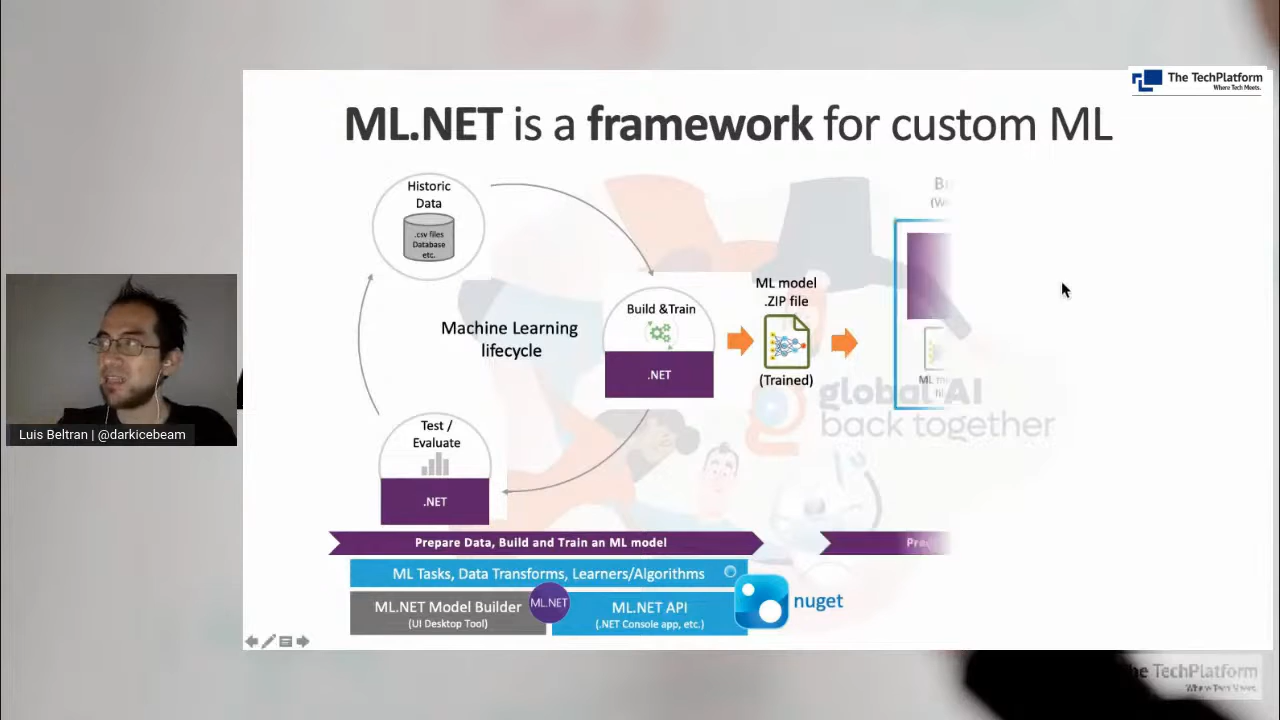 The TechPlatform
Where Tech Meets.
ML.NET is a framework for custom ML
Historic
Data
.csv files
Database
etc.
Build &Train
.NET
ML model
.ZIP file
(Trained)
Machine Learning
lifecycle
Test /
Evaluate
.NET
global AI
back together
Luis Beltran | @darkicebeam
Prepare Data, Build and Train an ML model
ML Tasks, Data Transforms, Learners/Algorithms
ML.NET Model Builder
(UI Desktop Tool)
ML.NET
ML.NET API
(.NET Console app, etc.)
nuget
TechPlatform
Where Tech Meets.